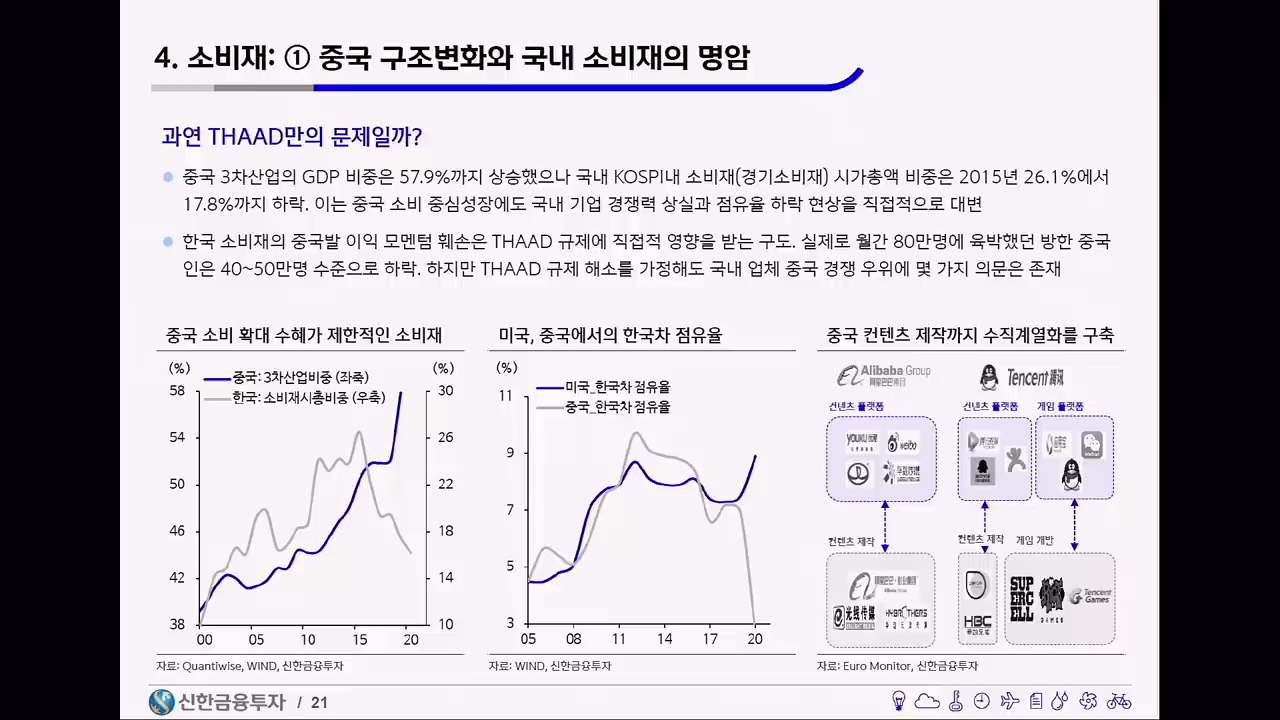 4. 소비재: ① 중국 구조변화와 국내 소비재의 명암
과연 THAAD만의 문제일까?
중국 3차산업의 GDP 비중은 57.9%까지 상승했으나 국내 KOSPI내 소비재(경기소비재) 시가총액 비중은 2015년 26.1%에서
17.8%까지 하락. 이는 중국 소비 중심성장에도 국내 기업 경쟁력 상실과 점유율 하락 현상을 직접적으로 대변
한국 소비재의 중국발 이익 모멘텀 훼손은 THAAD 규제에 직접적 영향을 받는 구도. 실제로 월간 80만명에 육박했던 방한 중국
인은 40~50만명 수준으로 하락. 하지만 THAAD 규제 해소를 가정해도 국내 업체 중국 경쟁 우위에 몇 가지 의문은 존재
중국 소비 확대 수혜가 제한적인 소비재
(%)
(%)
중국: 3차산업비중 (좌축)
한국: 소비재시총비중 (우축)
58
54
50
46
42
38
30
26
22
18
14
10
00 05 10 15 20
자료: Quantiwise, WIND, 신한금융투자
미국, 중국에서의 한국차 점유율
(%)
미국_한국차 점유율
중국_한국차 점유율
11
9
7
5
3
05 08 11 14 17 20
자료: WIND, 신한금융투자
중국 컨텐츠 제작까지 수직계열화를 구축
Alibaba Group
阿里巴巴集团
Tencent 腾讯
컨넨츠 플랫폼
컨넨츠 플랫폼
게임 플랫폼
YOUKU
weibo
컨텐츠 제작
컨텐츠 제작
게임 개발
光线传媒
HYBROTHERS
HBC
SUPERCELL
Tencent Games
자료: Euro Monitor, 신한금융투자
신한금융투자 / 21